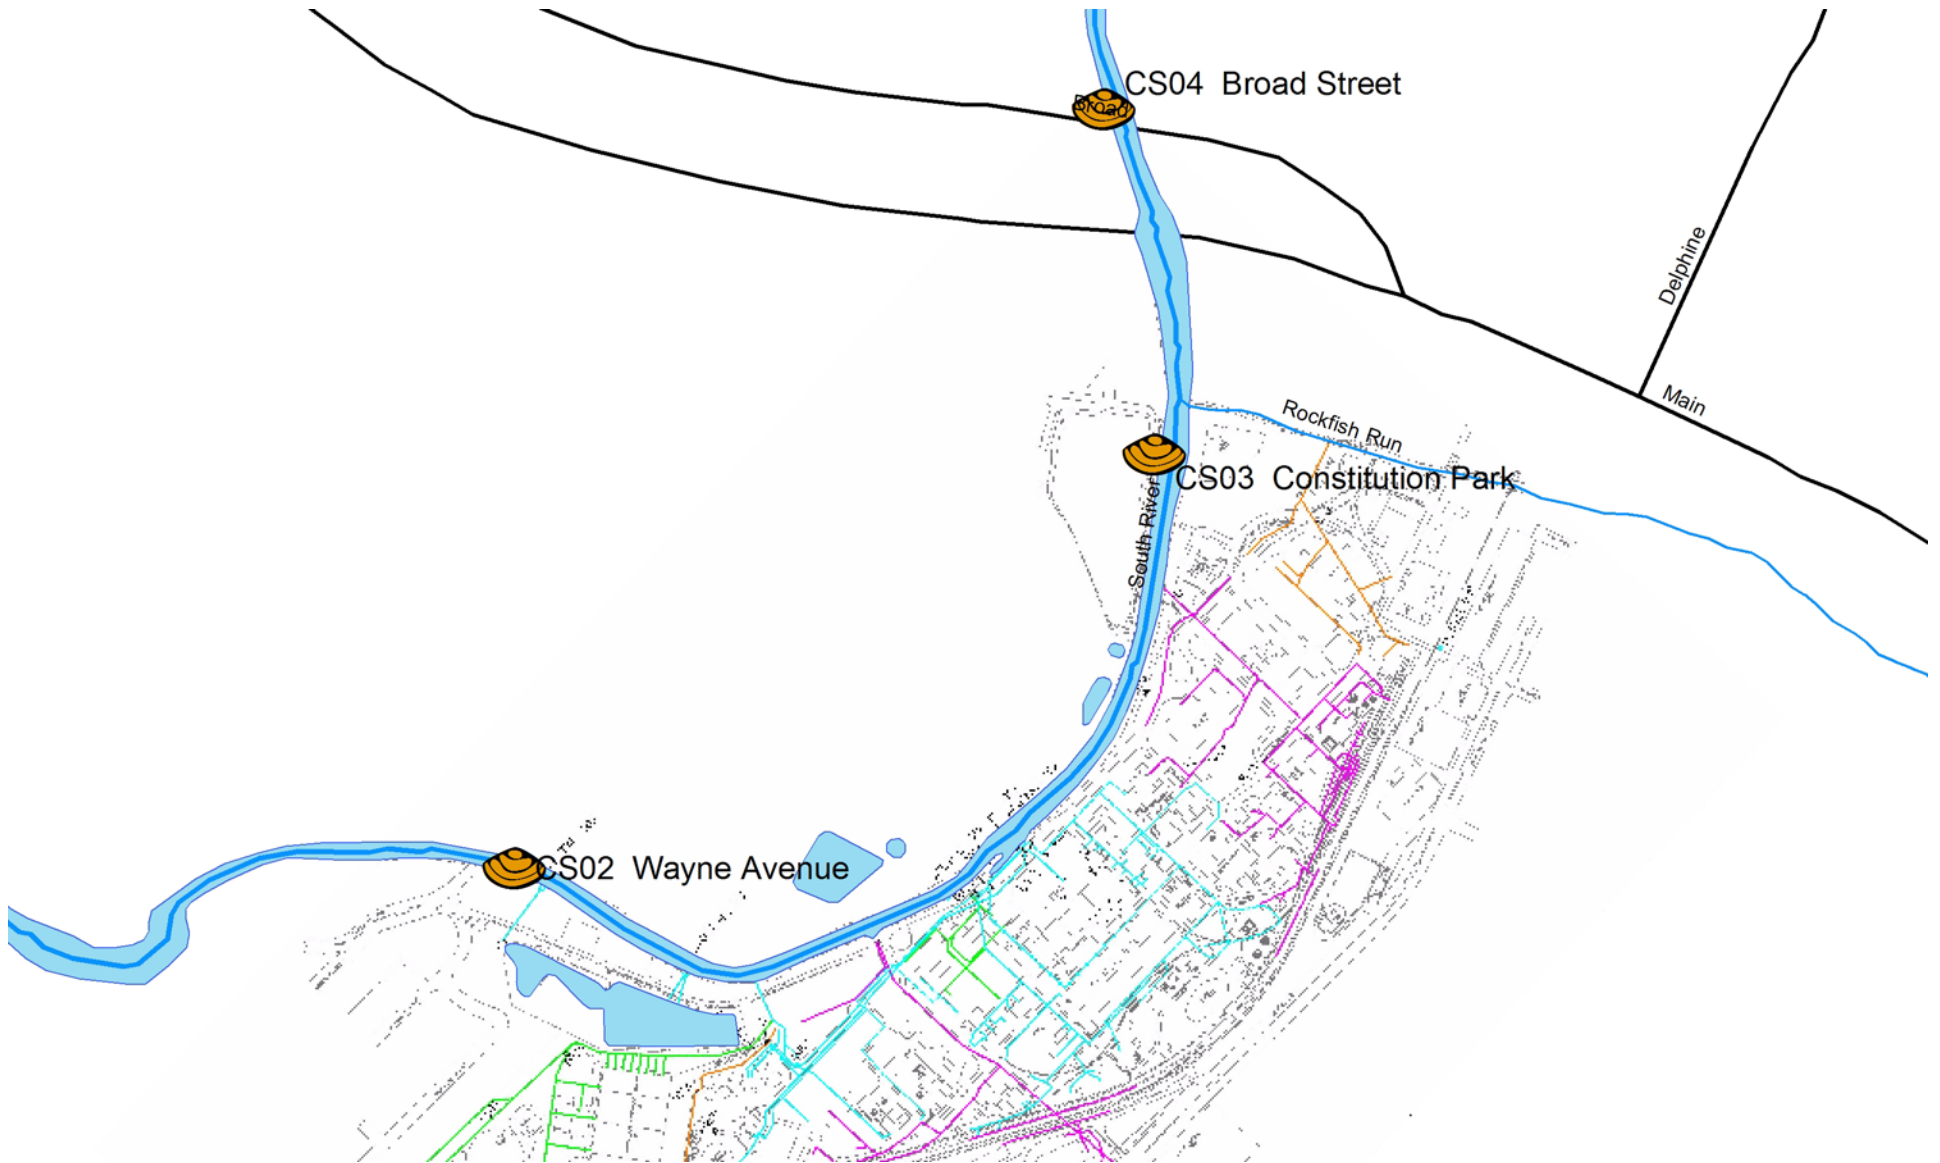 CS04 Broad Street
Broad
Delphine
Main
Rockfish Run
CS03 Constitution Park
South River
CS02 Wayne Avenue